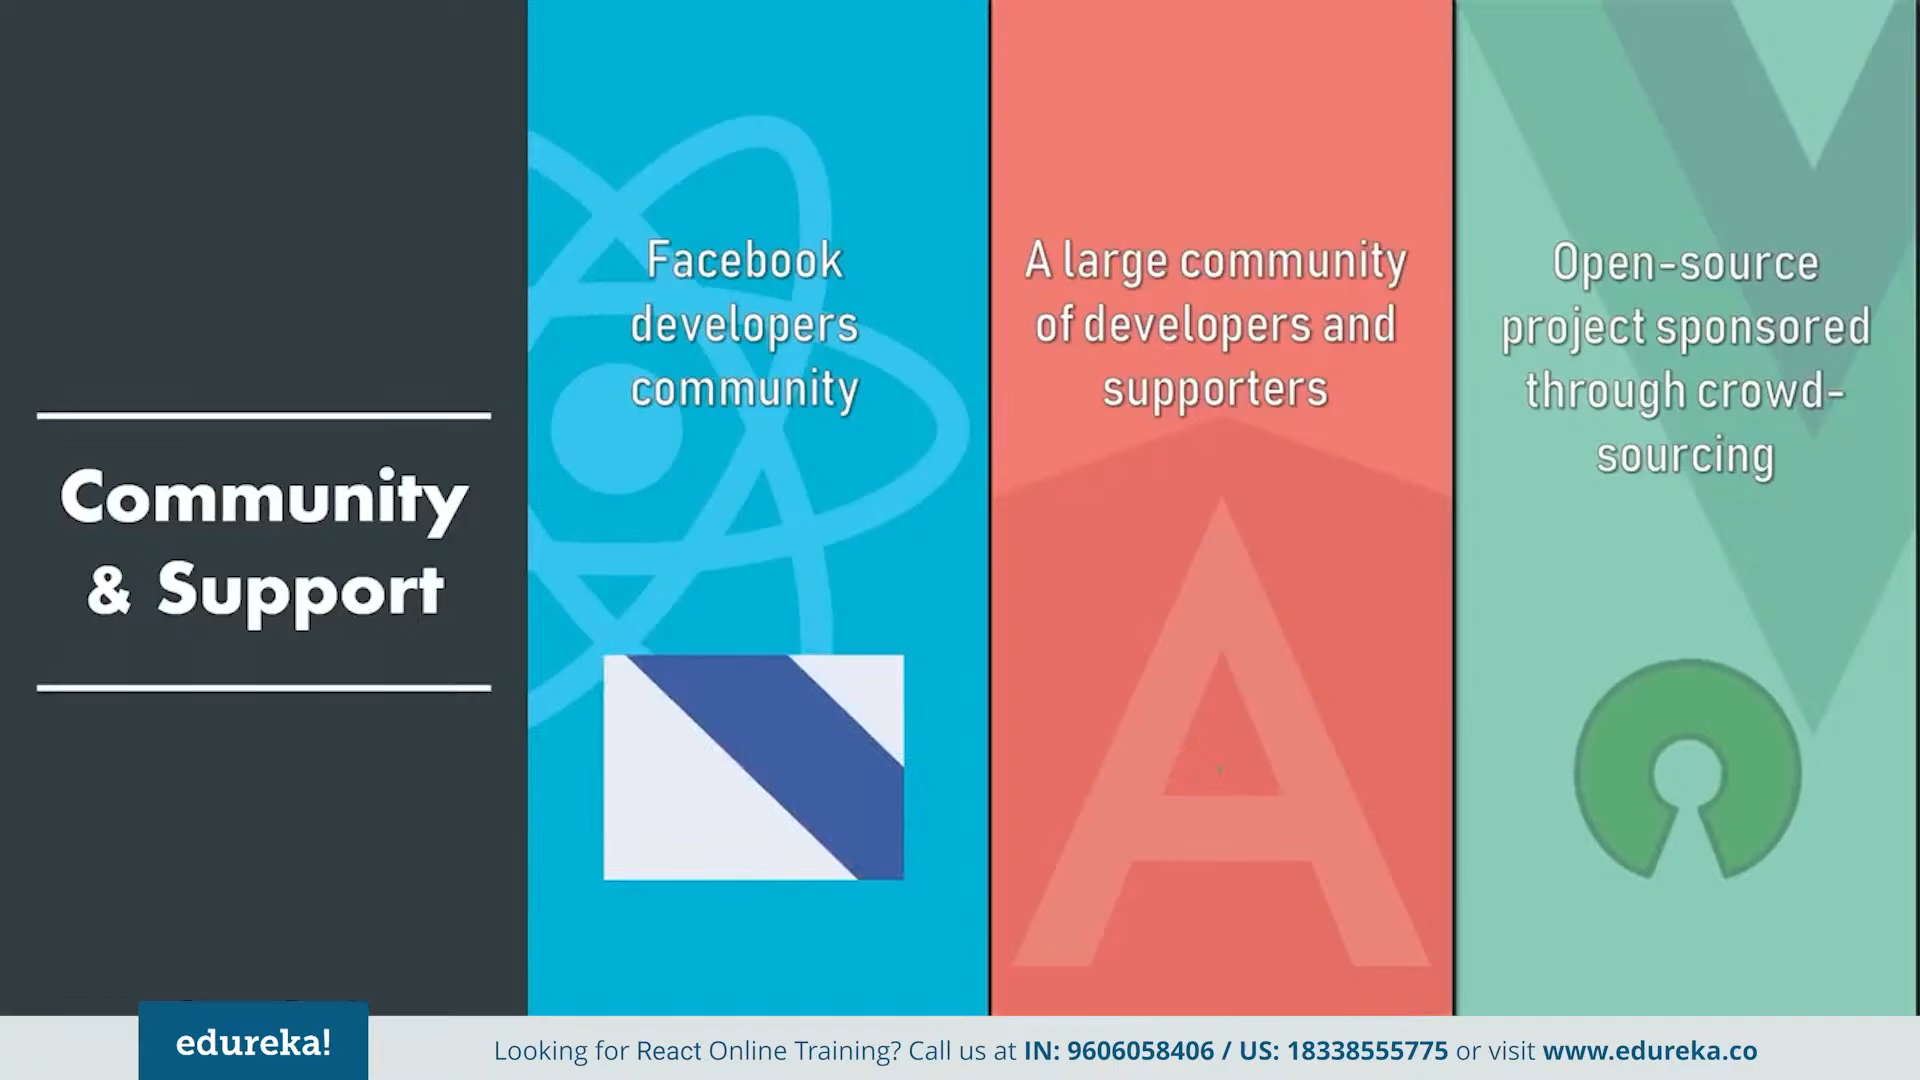 Community
& Support
Facebook
developers
community
A large community
of developers and
supporters
Open-source
project sponsored
through crowd-
sourcing
edureka!
Looking for React Online Training? Call us at IN: 9606058406 / US: 18338555775 or visit www.edureka.co